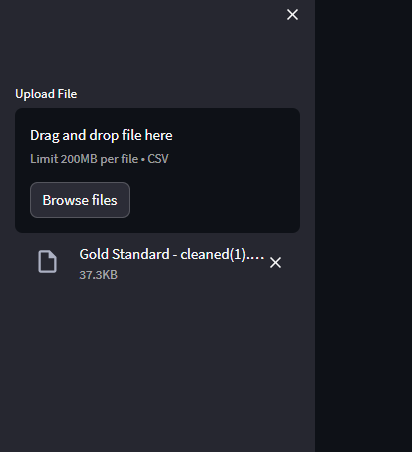 Upload File
Drag and drop file here
Limit 200MB per file • CSV
Browse files
Gold Standard - cleaned(1)....
37.3KB